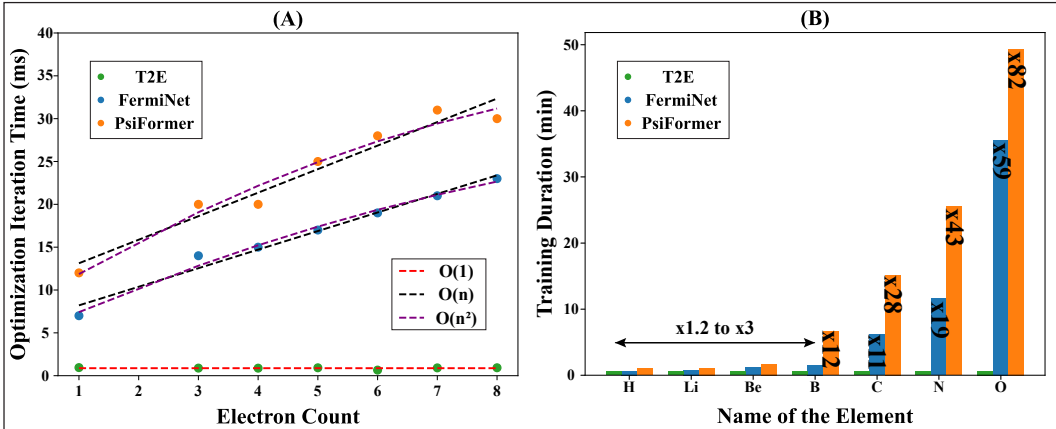 (A)
Optimization Iteration Time (ms)
40
35
30
25
20
15
10
5
0
T2E
FermiNet
PsiFormer
O(1)
O(n)
O(n²)
1 2 3 4 5 6 7 8
Electron Count
(B)
Training Duration (min)
50
40
30
20
10
0
T2E
FermiNet
PsiFormer
x1.2 to x3
x12
x11
x28
x19
x43
x59
x82
H Li Be B C N O
Name of the Element